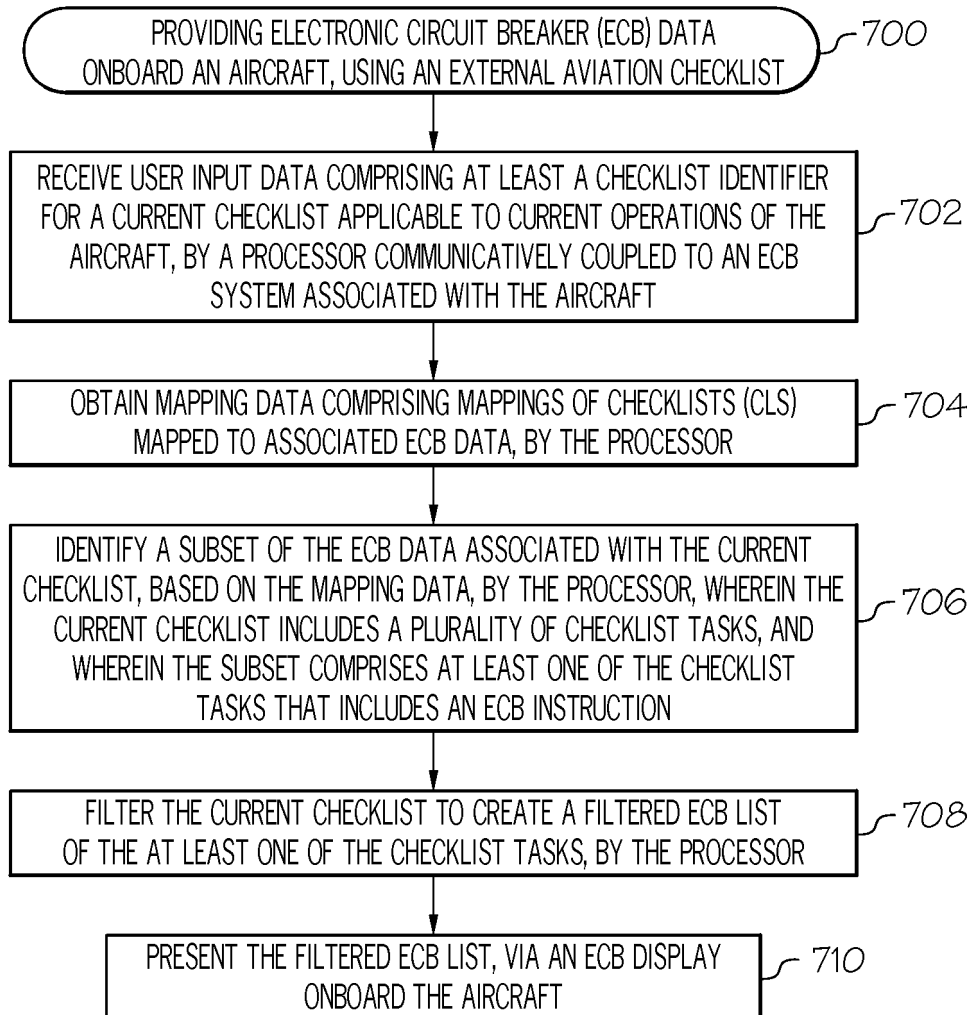 PROVIDING ELECTRONIC CIRCUIT BREAKER (ECB) DATA
ONBOARD AN AIRCRAFT, USING AN EXTERNAL AVIATION CHECKLIST
700
RECEIVE USER INPUT DATA COMPRISING AT LEAST A CHECKLIST IDENTIFIER
FOR A CURRENT CHECKLIST APPLICABLE TO CURRENT OPERATIONS OF THE
AIRCRAFT, BY A PROCESSOR COMMUNICATIVELY COUPLED TO AN ECB
SYSTEM ASSOCIATED WITH THE AIRCRAFT
702
OBTAIN MAPPING DATA COMPRISING MAPPINGS OF CHECKLISTS (CLS)
MAPPED TO ASSOCIATED ECB DATA, BY THE PROCESSOR
704
IDENTIFY A SUBSET OF THE ECB DATA ASSOCIATED WITH THE CURRENT
CHECKLIST, BASED ON THE MAPPING DATA, BY THE PROCESSOR, WHEREIN THE
CURRENT CHECKLIST INCLUDES A PLURALITY OF CHECKLIST TASKS, AND
WHEREIN THE SUBSET COMPRISES AT LEAST ONE OF THE CHECKLIST
TASKS THAT INCLUDES AN ECB INSTRUCTION
706
FILTER THE CURRENT CHECKLIST TO CREATE A FILTERED ECB LIST
OF THE AT LEAST ONE OF THE CHECKLIST TASKS, BY THE PROCESSOR
708
PRESENT THE FILTERED ECB LIST, VIA AN ECB DISPLAY
ONBOARD THE AIRCRAFT
710